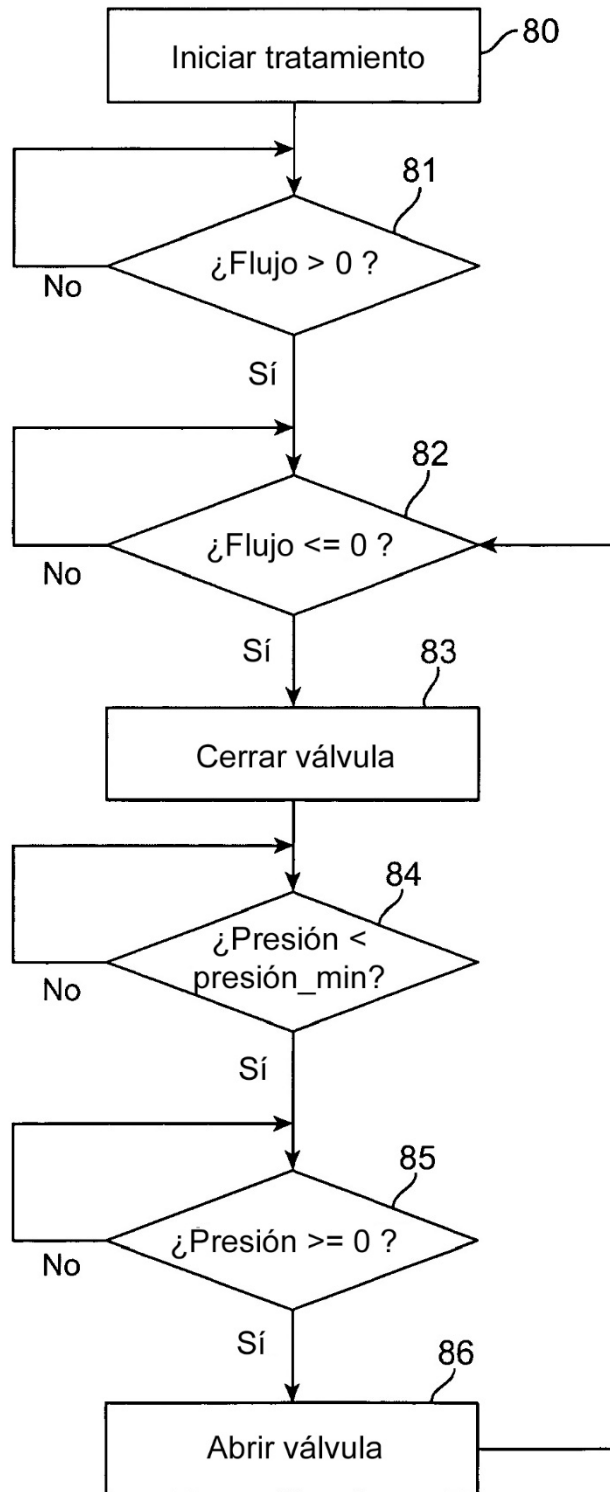 Iniciar tratamiento
80
81
¿Flujo > 0 ?
No
Sí
82
¿Flujo <= 0 ?
No
Sí
83
Cerrar válvula
84
¿Presión <
presión_min?
No
Sí
85
¿Presión >= 0 ?
No
Sí
86
Abrir válvula